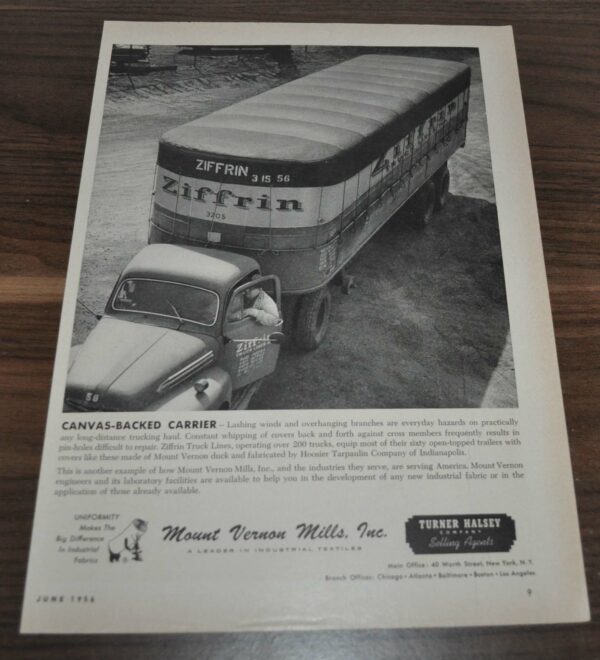 ZIFFRIN 3 15 56
Ziffrin
3205
ZIFFRIN
Ziffrin
56
CANVAS-BACKED CARRIER – Lashing winds and overhanging branches are everyday hazards on practically
any long-distance trucking haul. Constant whipping of covers back and forth against cross members frequently results in
pin-holes difficult to repair. Ziffrin Truck Lines, operating over 200 trucks, equip most of their sixty open-topped trailers with
covers like these made of Mount Vernon duck and fabricated by Hoosier Tarpaulin Company of Indianapolis.
This is another example of how Mount Vernon Mills, Inc., and the industries they serve, are serving America. Mount Vernon
engineers and its laboratory facilities are available to help you in the development of any new industrial fabric or in the
application of those already available.
UNIFORMITY
Makes The
Big Difference
In Industrial
Fabrics
Mount Vernon Mills, Inc.
A LEADER IN INDUSTRIAL TEXTILES
TURNER HALSEY
COMPANY
Selling Agents
Main Office: 40 Worth Street, New York, N. Y.
Branch Offices: Chicago • Atlanta • Baltimore • Boston • Los Angeles
JUNE 1956
9